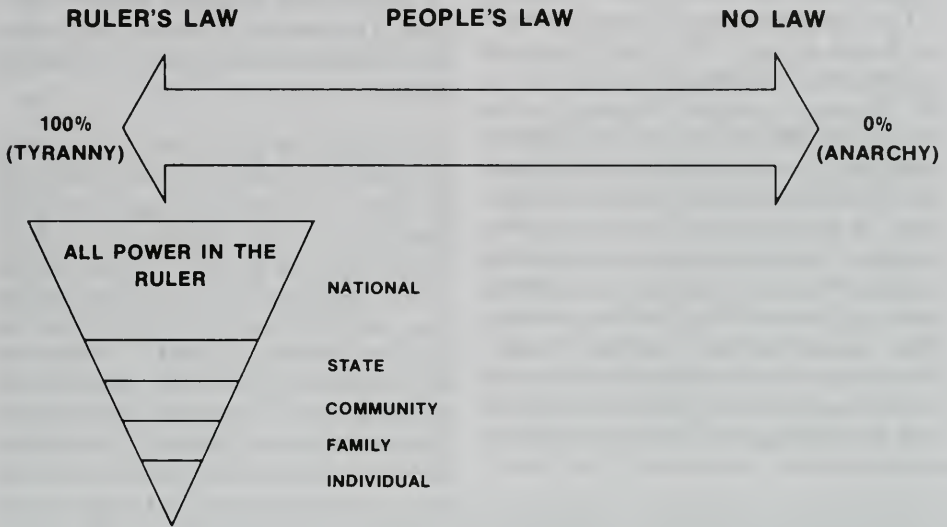 RULER'S LAW
PEOPLE'S LAW
NO LAW
100%
(TYRANNY)
0%
(ANARCHY)
ALL POWER IN THE
RULER
NATIONAL
STATE
COMMUNITY
FAMILY
INDIVIDUAL